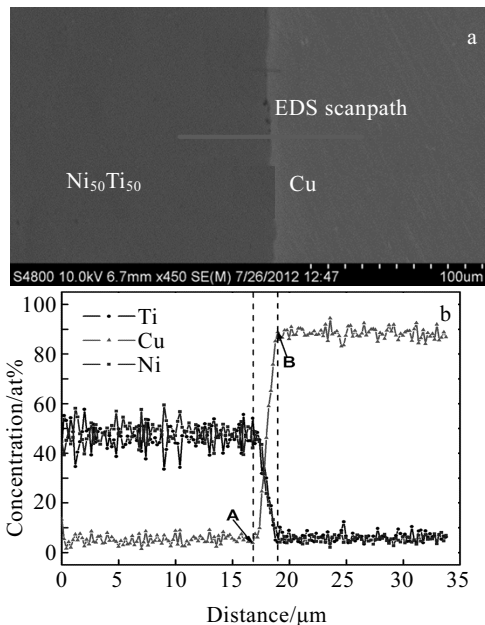 a
EDS scanpath
Ni₅₀Ti₅₀
Cu
S4800 10.0kV 6.7mm x450 SE(M) 7/26/2012 12:47 100um
b
Concentration/at%
100
80
60
40
20
0
Ti
Cu
Ni
A
B
0 5 10 15 19 25 30 35
Distance/μm